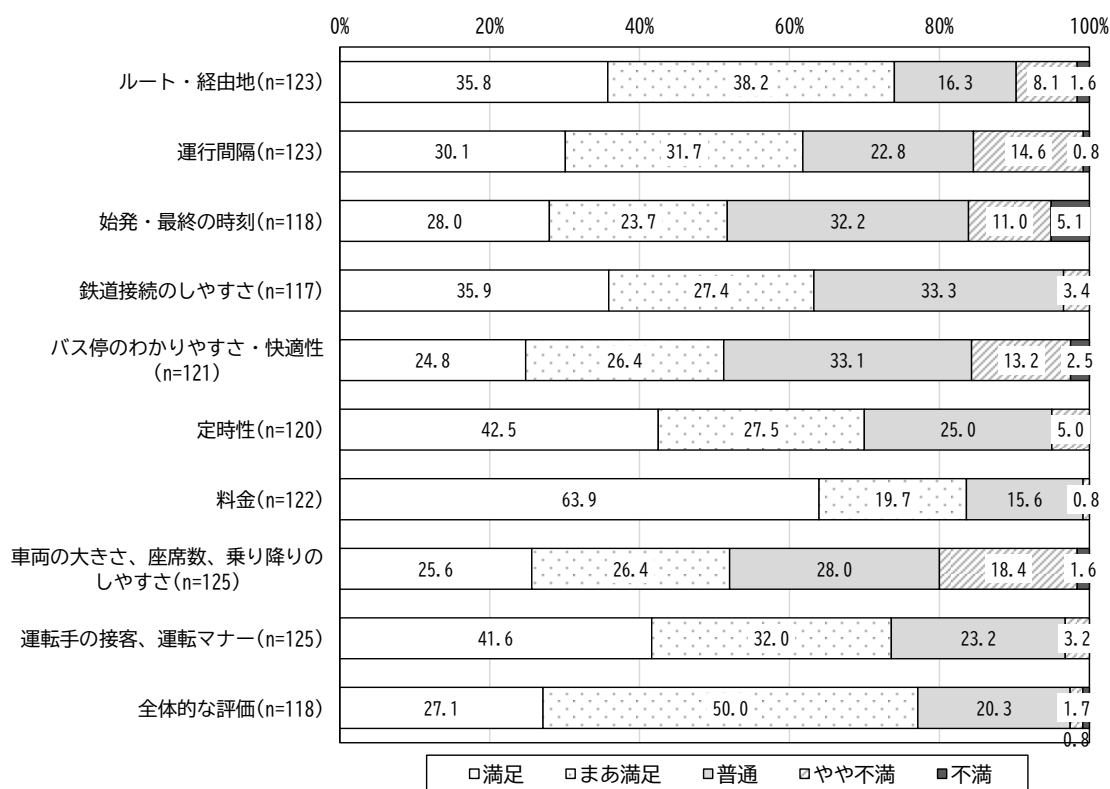 0% 20% 40% 60% 80% 100%
ルート・経由地(n=123) 35.8 38.2 16.3 8.1 1.6
運行間隔(n=123) 30.1 31.7 22.8 14.6 0.8
始発・最終の時刻(n=118) 28.0 23.7 32.2 11.0 5.1
鉄道接続のしやすさ(n=117) 35.9 27.4 33.3 3.4
バス停のわかりやすさ・快適性
(n=121) 24.8 26.4 33.1 13.2 2.5
定時性(n=120) 42.5 27.5 25.0 5.0
料金(n=122) 63.9 19.7 15.6 0.8
車両の大きさ、座席数、乗り降りの
しやすさ(n=125) 25.6 26.4 28.0 18.4 1.6
運転手の接客、運転マナー(n=125) 41.6 32.0 23.2 3.2
全体的な評価(n=118) 27.1 50.0 20.3 1.7
0.8
満足 まあ満足 普通 やや不満 不満